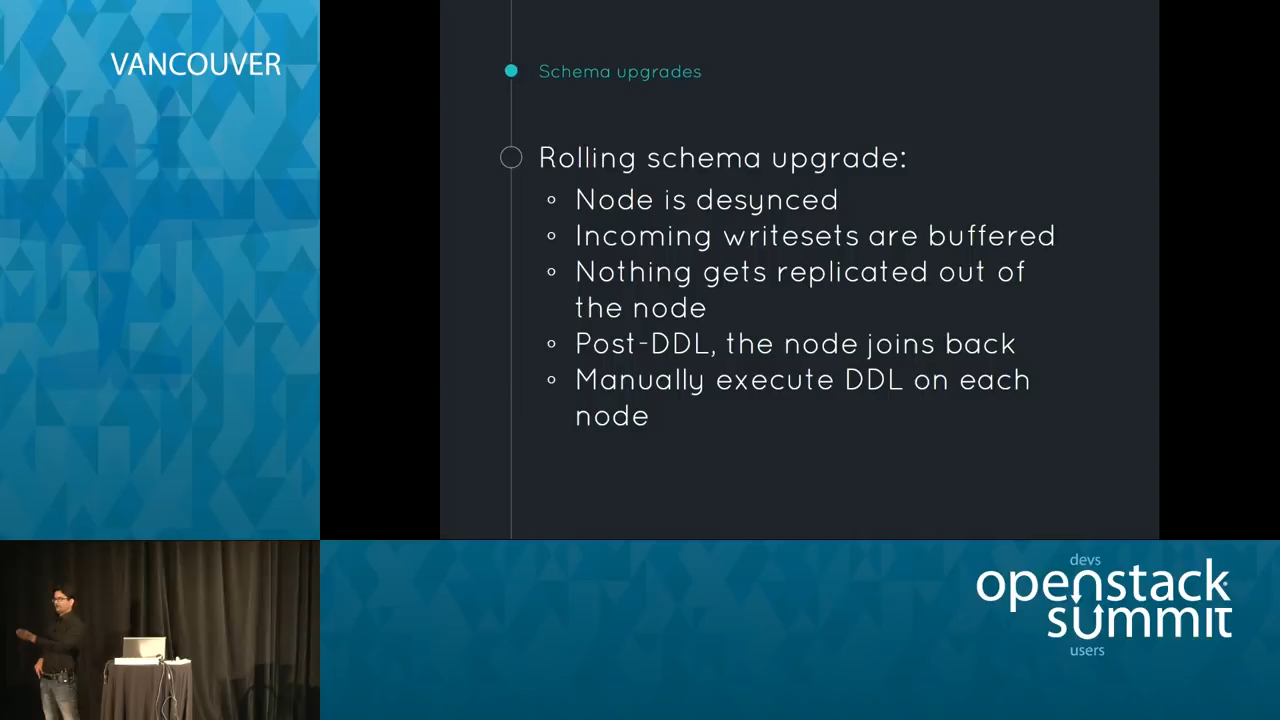 VANCOUVER
Schema upgrades
Rolling schema upgrade:
Node is desynced
Incoming writesets are buffered
Nothing gets replicated out of
the node
Post-DDL, the node joins back
Manually execute DDL on each
node
devs
openstack
summit
users